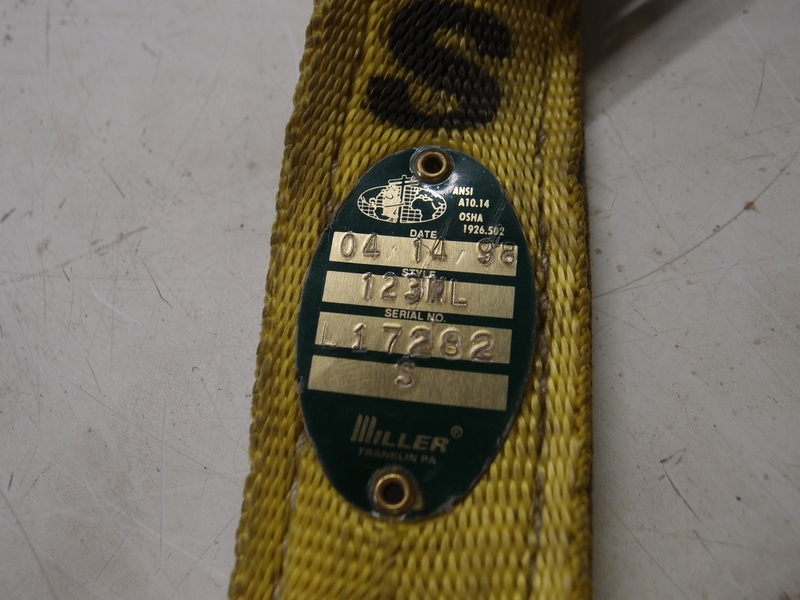 S
ANSI
A10.14
OSHA
1926.502
DATE
04 / 14 / 98
STYLE
123ML
SERIAL NO.
L17282
S
MILLER®
FRANKLIN PA